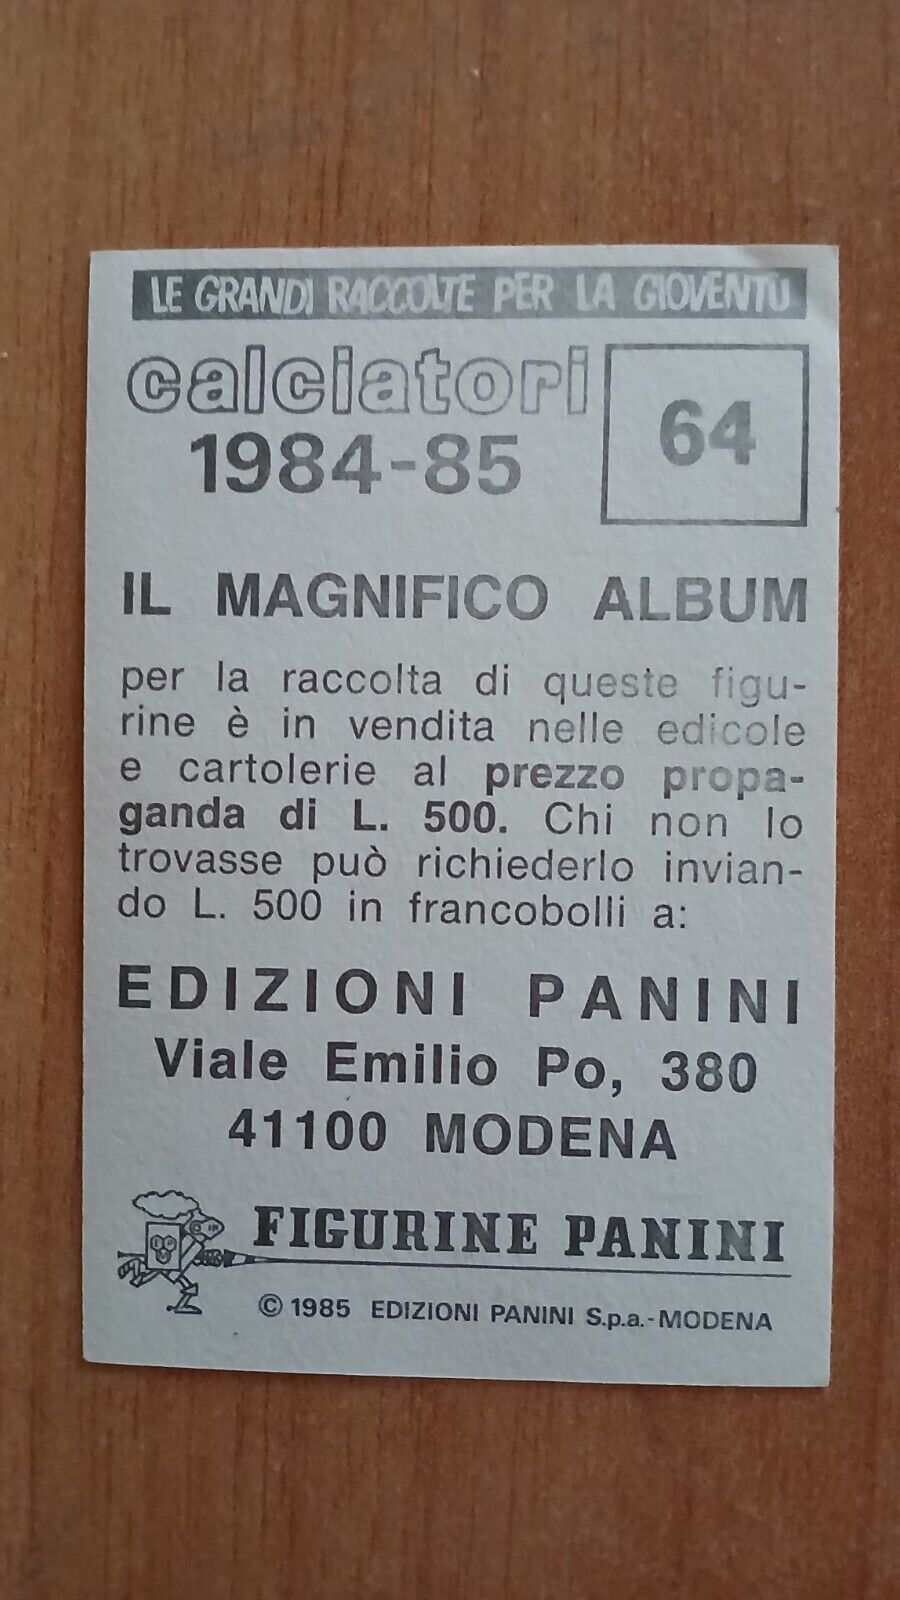 LE GRANDI RACCOLTE PER LA GIOVENTÙ
calciatori
1984-85
64
IL MAGNIFICO ALBUM
per la raccolta di queste figu-
rine è in vendita nelle edicole
e cartolerie al prezzo propa-
ganda di L. 500. Chi non lo
trovasse può richiederlo invian-
do L. 500 in francobolli a:
EDIZIONI PANINI
Viale Emilio Po, 380
41100 MODENA
FIGURINE PANINI
© 1985 EDIZIONI PANINI S.p.a.-MODENA